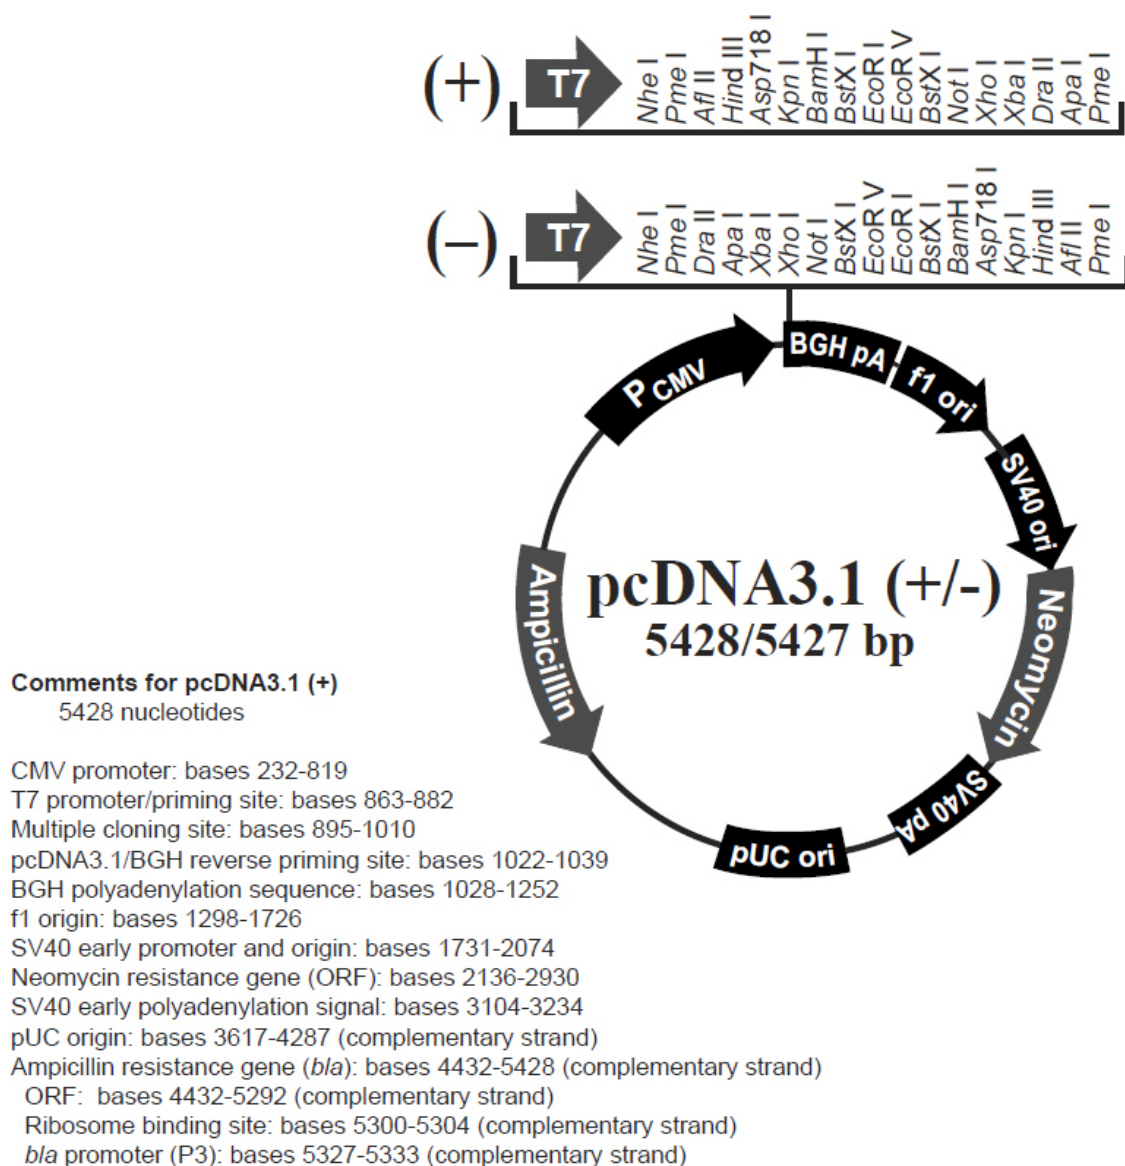 (+)
T7
Nhe I
Pme I
Afl II
Hind III
Asp718 I
Kpn I
BamH I
BstX I
EcoR I
EcoR V
BstX I
Not I
Xho I
Xba I
Dra II
Apa I
Pme I
(–)
T7
Nhe I
Pme I
Dra II
Apa I
Xba I
Xho I
Not I
BstX I
EcoR V
EcoR I
BstX I
BamH I
Asp718 I
Kpn I
Hind III
Afl II
Pme I
PCMV
BGH pA
f1 ori
SV40 ori
Neomycin
SV40 pA
pUC ori
Ampicillin
pcDNA3.1 (+/-)
5428/5427 bp
Comments for pcDNA3.1 (+)
5428 nucleotides
CMV promoter: bases 232-819
T7 promoter/priming site: bases 863-882
Multiple cloning site: bases 895-1010
pcDNA3.1/BGH reverse priming site: bases 1022-1039
BGH polyadenylation sequence: bases 1028-1252
f1 origin: bases 1298-1726
SV40 early promoter and origin: bases 1731-2074
Neomycin resistance gene (ORF): bases 2136-2930
SV40 early polyadenylation signal: bases 3104-3234
pUC origin: bases 3617-4287 (complementary strand)
Ampicillin resistance gene (bla): bases 4432-5428 (complementary strand)
ORF: bases 4432-5292 (complementary strand)
Ribosome binding site: bases 5300-5304 (complementary strand)
bla promoter (P3): bases 5327-5333 (complementary strand)